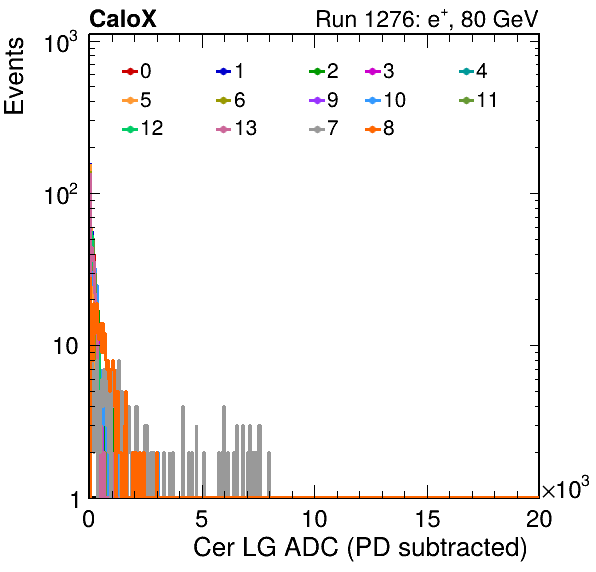 CaloX Run 1276: e+, 80 GeV
Events
10³
0 1 2 3 4
5 6 9 10 11
12 13 7 8
10²
10
1
0 5 10 15 20
×10³
Cer LG ADC (PD subtracted)